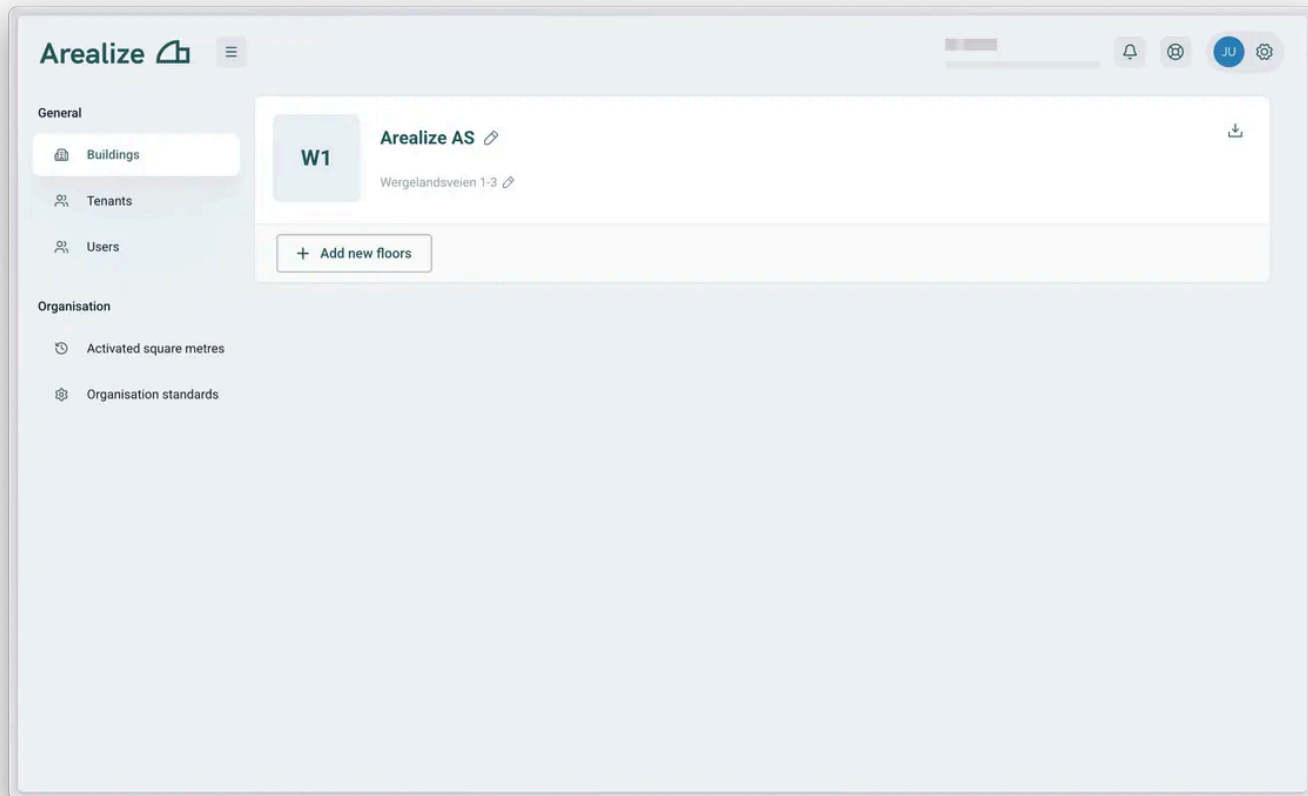 Arealize
JU
General
Buildings
Tenants
Users
Organisation
Activated square metres
Organisation standards
W1
Arealize AS
Wergelandsveien 1-3
+ Add new floors